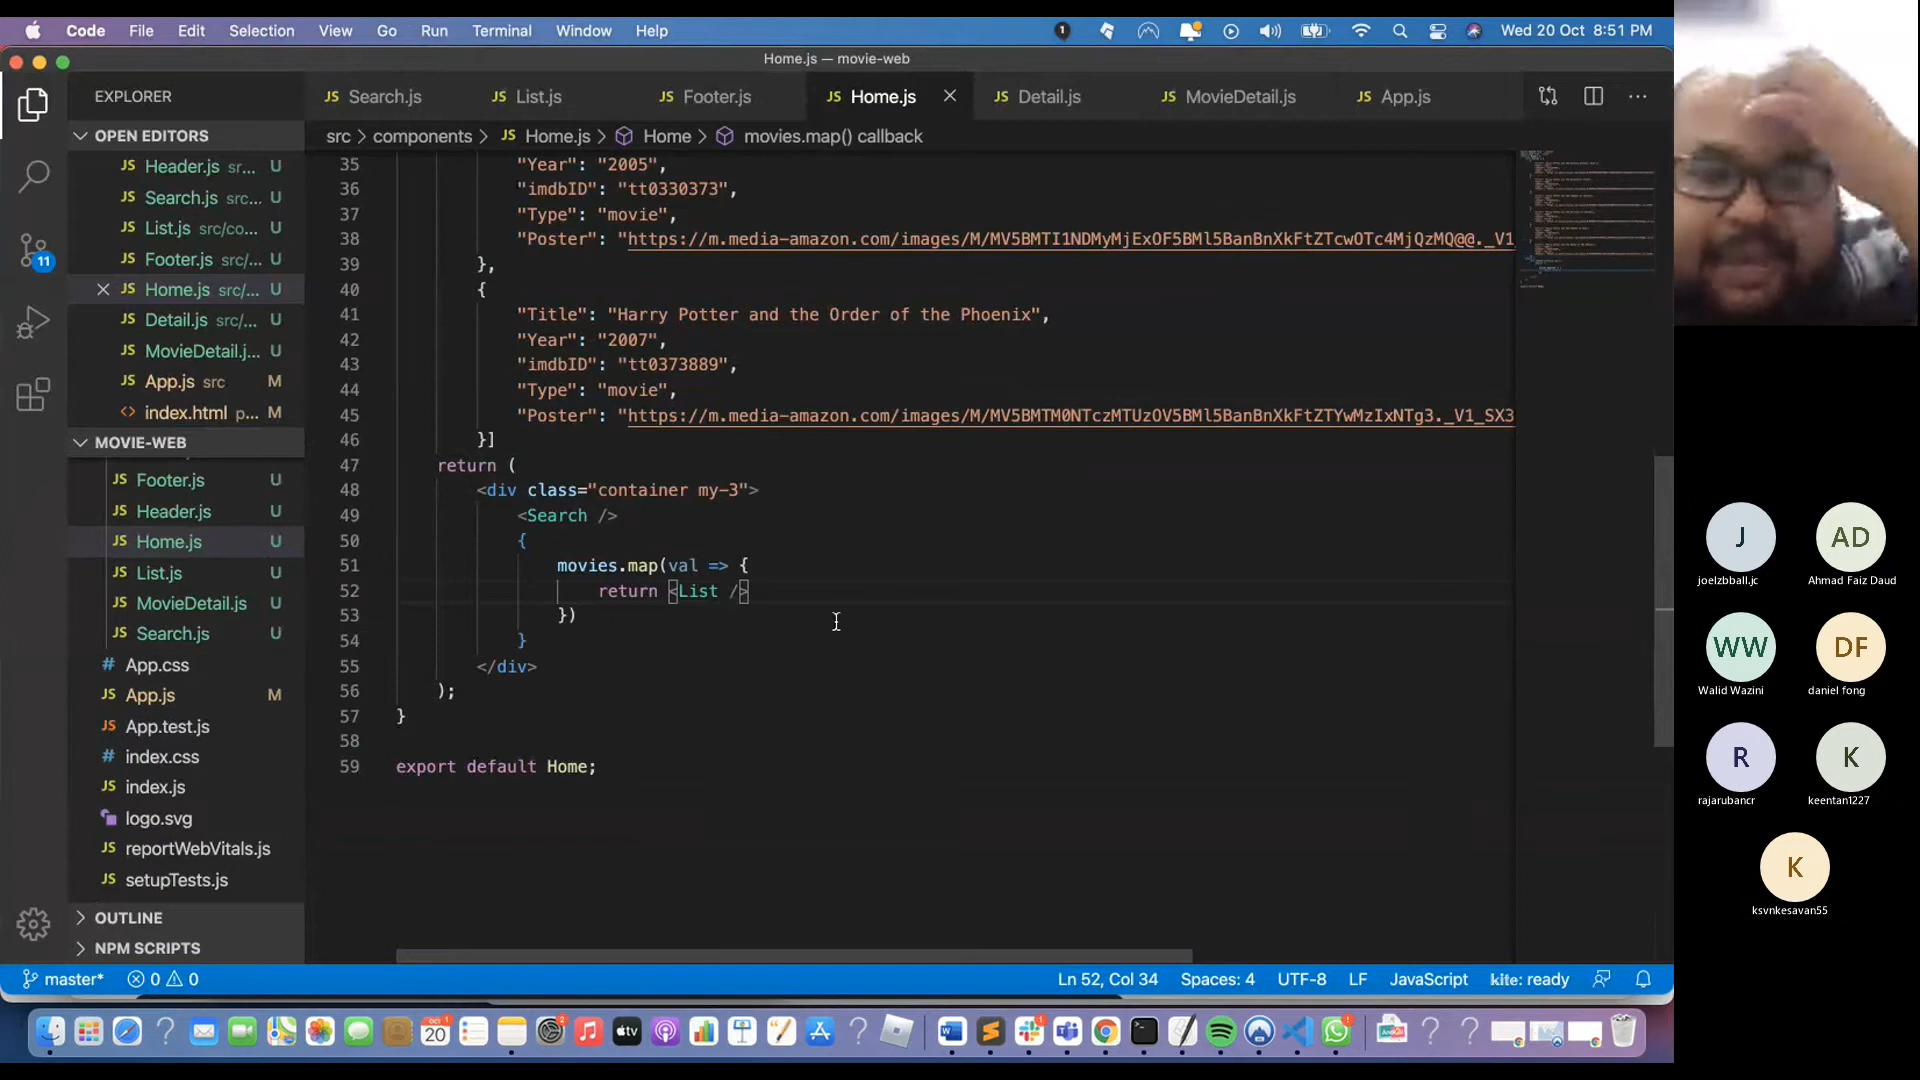 Code File Edit Selection View Go Run Terminal Window Help 1 Wed 20 Oct 8:51 PM
Home.js — movie-web
EXPLORER
OPEN EDITORS
JS Header.js sr... U
JS Search.js src... U
JS List.js src/co... U
JS Footer.js src/... U
JS Home.js src/... U
JS Detail.js src/... U
JS MovieDetail.j... U
JS App.js src M
<> index.html p... M
MOVIE-WEB
JS Footer.js U
JS Header.js U
JS Home.js U
JS List.js U
JS MovieDetail.js U
JS Search.js U
# App.css
JS App.js M
JS App.test.js
# index.css
JS index.js
logo.svg
JS reportWebVitals.js
JS setupTests.js
OUTLINE
NPM SCRIPTS
11
JS Search.js JS List.js JS Footer.js JS Home.js JS Detail.js JS MovieDetail.js JS App.js
src > components > JS Home.js > Home > movies.map() callback
35 "Year": "2005",
36 "imdbID": "tt0330373",
37 "Type": "movie",
38 "Poster": "https://m.media-amazon.com/images/M/MV5BMTI1NDMyMjExOF5BMl5BanBnXkFtZTcwOTc4MjQzMQ@@._V1
39 },
40 {
41 "Title": "Harry Potter and the Order of the Phoenix",
42 "Year": "2007",
43 "imdbID": "tt0373889",
44 "Type": "movie",
45 "Poster": "https://m.media-amazon.com/images/M/MV5BMTM0NTczMTUzOV5BMl5BanBnXkFtZTYwMzIxNTg3._V1_SX3
46 }]
47 return (
48 <div class="container my-3">
49 <Search />
50 {
51 movies.map(val => {
52 return <List />
53 })
54 }
55 </div>
56 );
57 }
58
59 export default Home;
master* 0 0 Ln 52, Col 34 Spaces: 4 UTF-8 LF JavaScript kite: ready
J AD
joelzbball.jc Ahmad Faiz Daud
WW DF
Walid Wazini daniel fong
R K
rajarubancr keentan1227
K
ksvnkesavan55
OCT
20
tv